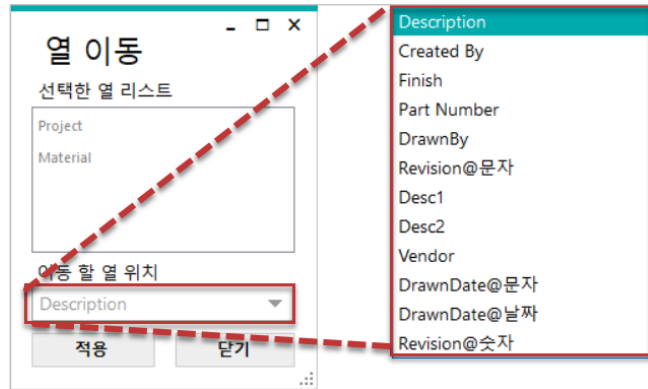 열 이동
선택한 열 리스트
Project
Material
이동 할 열 위치
Description
적용
닫기
Description
Created By
Finish
Part Number
DrawnBy
Revision@문자
Desc1
Desc2
Vendor
DrawnDate@문자
DrawnDate@날짜
Revision@숫자